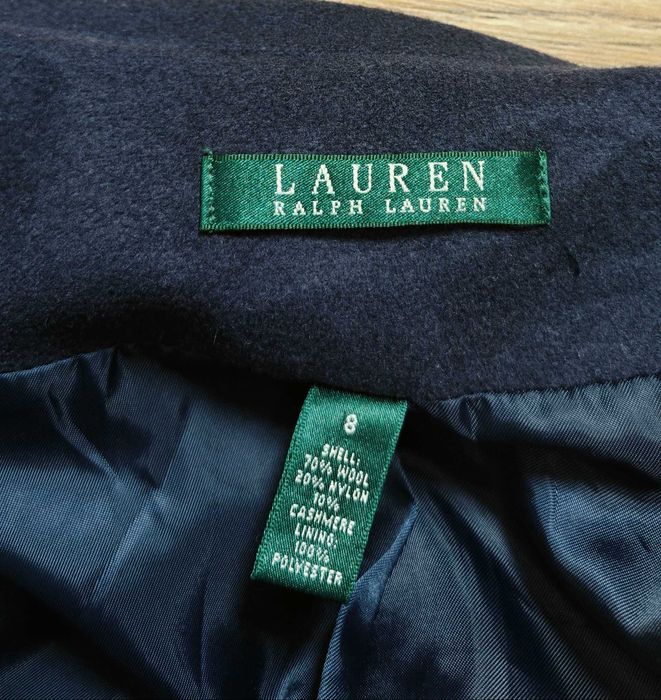 LAUREN
RALPH LAUREN
8
SHELL:
70% WOOL
20% NYLON
10%
CASHMERE
LINING:
100%
POLYESTER